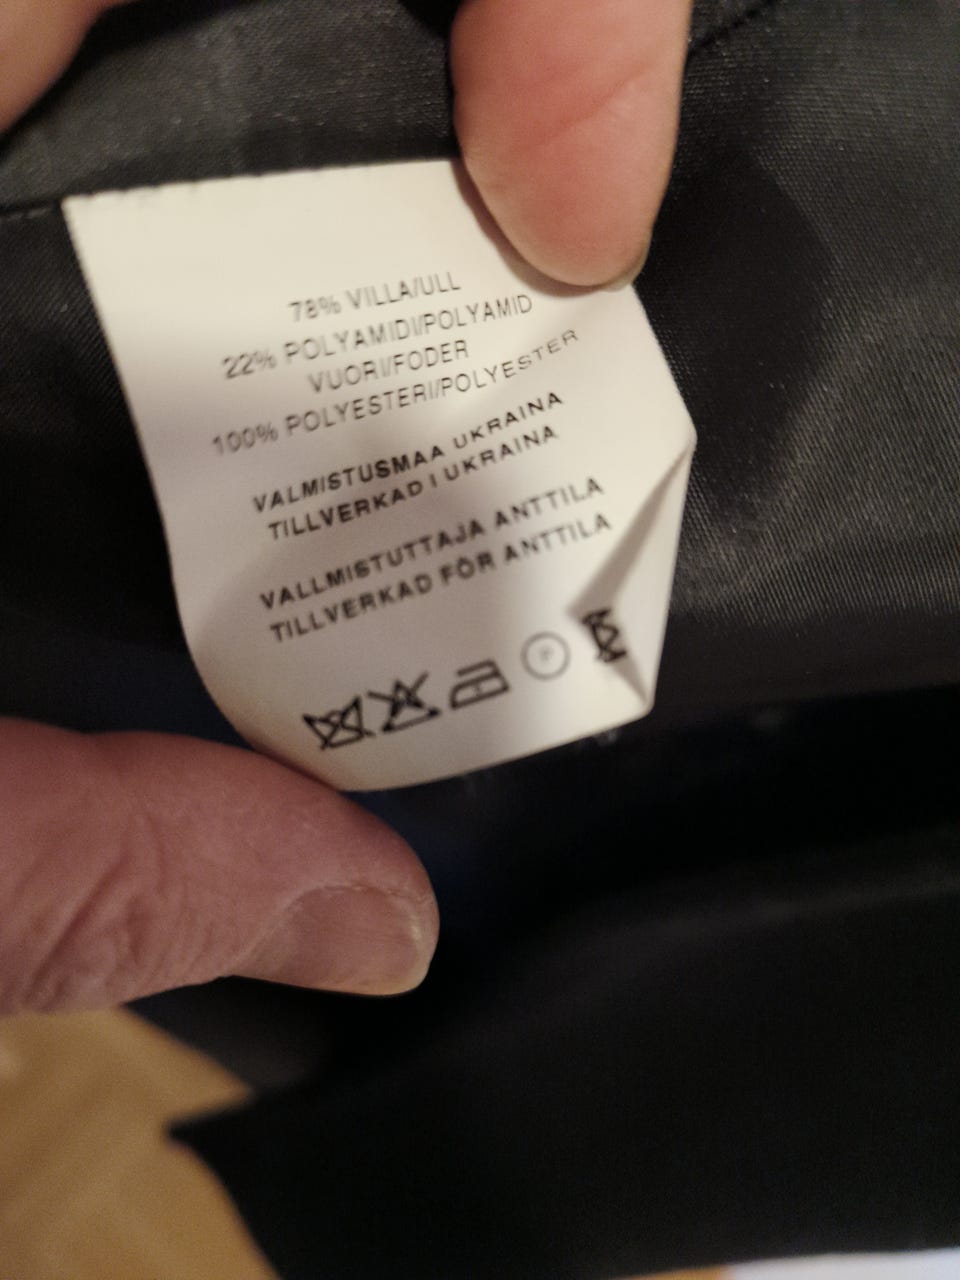 78% VILLA/ULL
22% POLYAMIDI/POLYAMID
VUORI/FODER
100% POLYESTERI/POLYESTER
VALMISTUSMAA UKRAINA
TILLVERKAD I UKRAINA
VALLMISTUTTAJA ANTTILA
TILLVERKAD FÖR ANTTILA
P